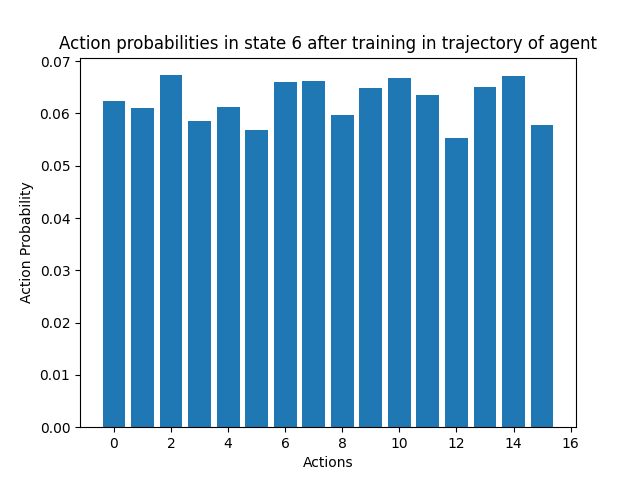 Action probabilities in state 6 after training in trajectory of agent
0.07
0.06
0.05
0.04
0.03
0.02
0.01
0.00
Action Probability
0 2 4 6 8 10 12 14 16
Actions